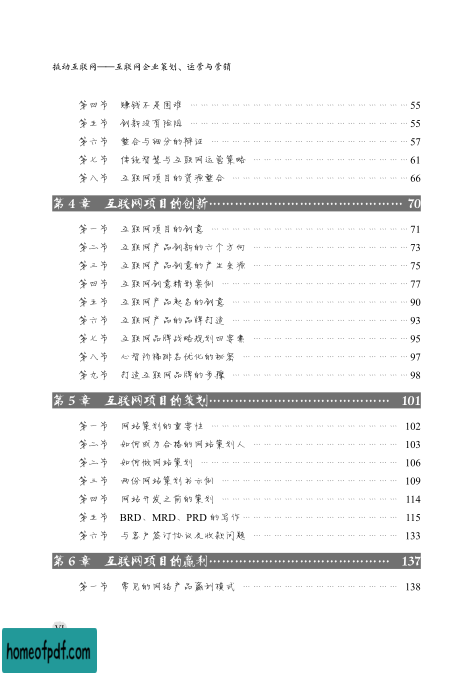 撬动互联网——互联网企业策划、运营与营销
第四节 赚钱不是困难 55
第五节 创新没有陷阱 55
第六节 整合与细分的辩证 57
第七节 传统智慧与互联网运营策略 61
第八节 互联网项目的资源整合 66
第 4 章 互联网项目的创新 70
第一节 互联网项目的创意 71
第二节 互联网产品创新的六个方向 73
第三节 互联网产品创意的产生来源 75
第四节 互联网创意精彩案例 77
第五节 互联网产品起名的创意 90
第六节 互联网产品的品牌打造 93
第七节 互联网品牌战略规划四要素 95
第八节 心智阶梯排名优化的秘密 97
第九节 打造互联网品牌的步骤 98
第 5 章 互联网项目的策划 101
第一节 网站策划的重要性 102
第二节 如何成为合格的网站策划人 103
第二节 如何做网站策划 106
第三节 两份网站策划书示例 109
第四节 网站开发之前的策划 114
第五节 BRD、MRD、PRD 的写作 115
第六节 与客户签订协议及收款问题 133
第 6 章 互联网项目的赢利 137
第一节 常见的网络产品赢利模式 138
VI
homeofpdf.com